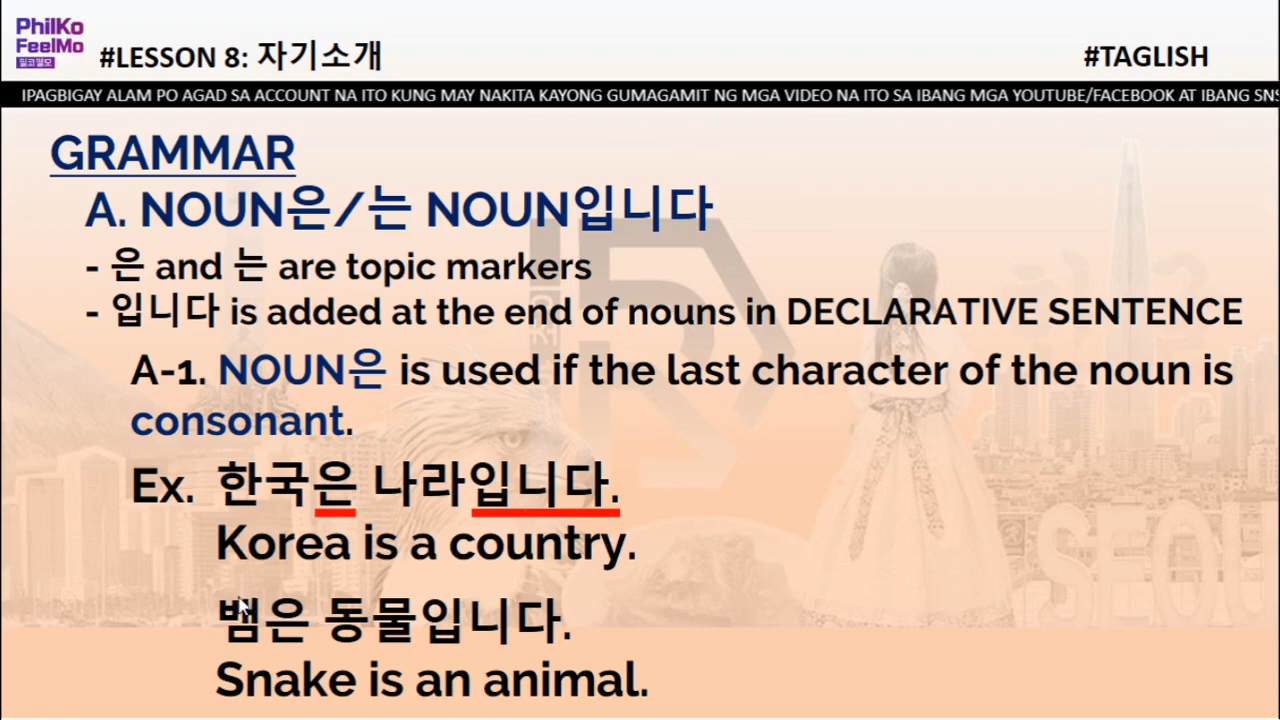 PhilKo
FeelMo
필코필모
#LESSON 8: 자기소개
#TAGLISH
IPAGBIGAY ALAM PO AGAD SA ACCOUNT NA ITO KUNG MAY NAKITA KAYONG GUMAGAMIT NG MGA VIDEO NA ITO SA IBANG MGA YOUTUBE/FACEBOOK AT IBANG SNS
GRAMMAR
A. NOUN은/는 NOUN입니다
- 은 and 는 are topic markers
- 입니다 is added at the end of nouns in DECLARATIVE SENTENCE
A-1. NOUN은 is used if the last character of the noun is
consonant.
Ex. 한국은 나라입니다.
Korea is a country.
뱀은 동물입니다.
Snake is an animal.